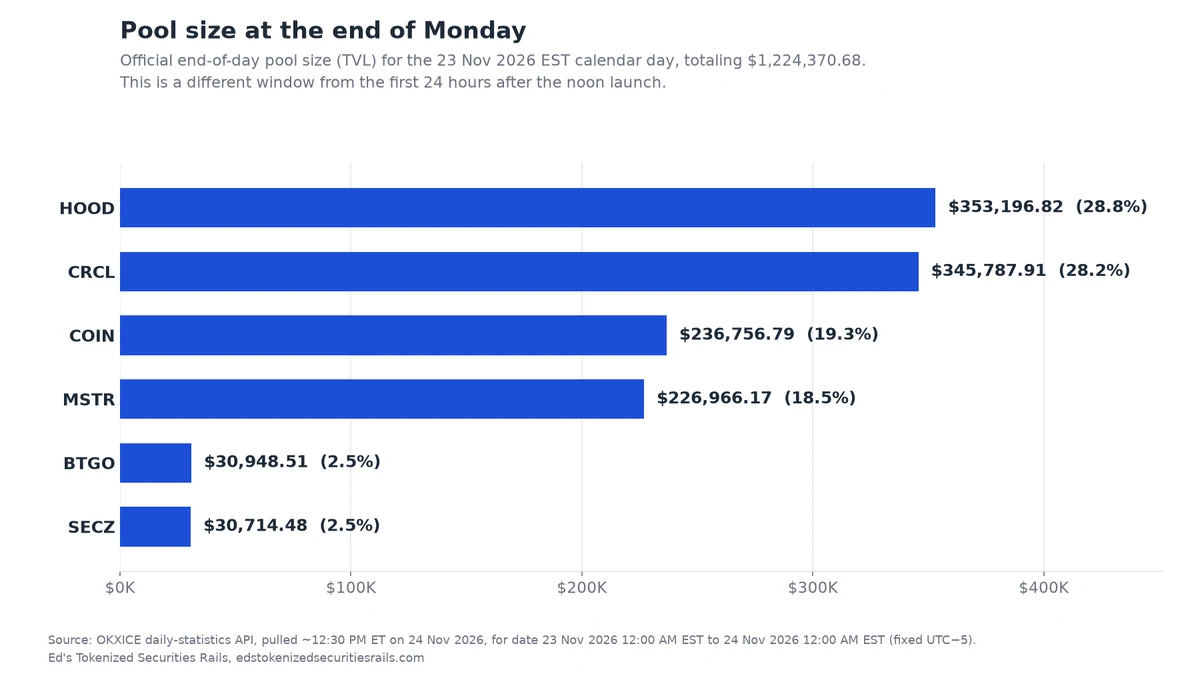 Pool size at the end of Monday
Official end-of-day pool size (TVL) for the 23 Nov 2026 EST calendar day, totaling $1,224,370.68.
This is a different window from the first 24 hours after the noon launch.
HOOD $353,196.82 (28.8%)
CRCL $345,787.91 (28.2%)
COIN $236,756.79 (19.3%)
MSTR $226,966.17 (18.5%)
BTGO $30,948.51 (2.5%)
SECZ $30,714.48 (2.5%)
$0K $100K $200K $300K $400K
Source: OKXICE daily-statistics API, pulled ~12:30 PM ET on 24 Nov 2026, for date 23 Nov 2026 12:00 AM EST to 24 Nov 2026 12:00 AM EST (fixed UTC−5).
Ed's Tokenized Securities Rails, edstokenizedsecuritiesrails.com